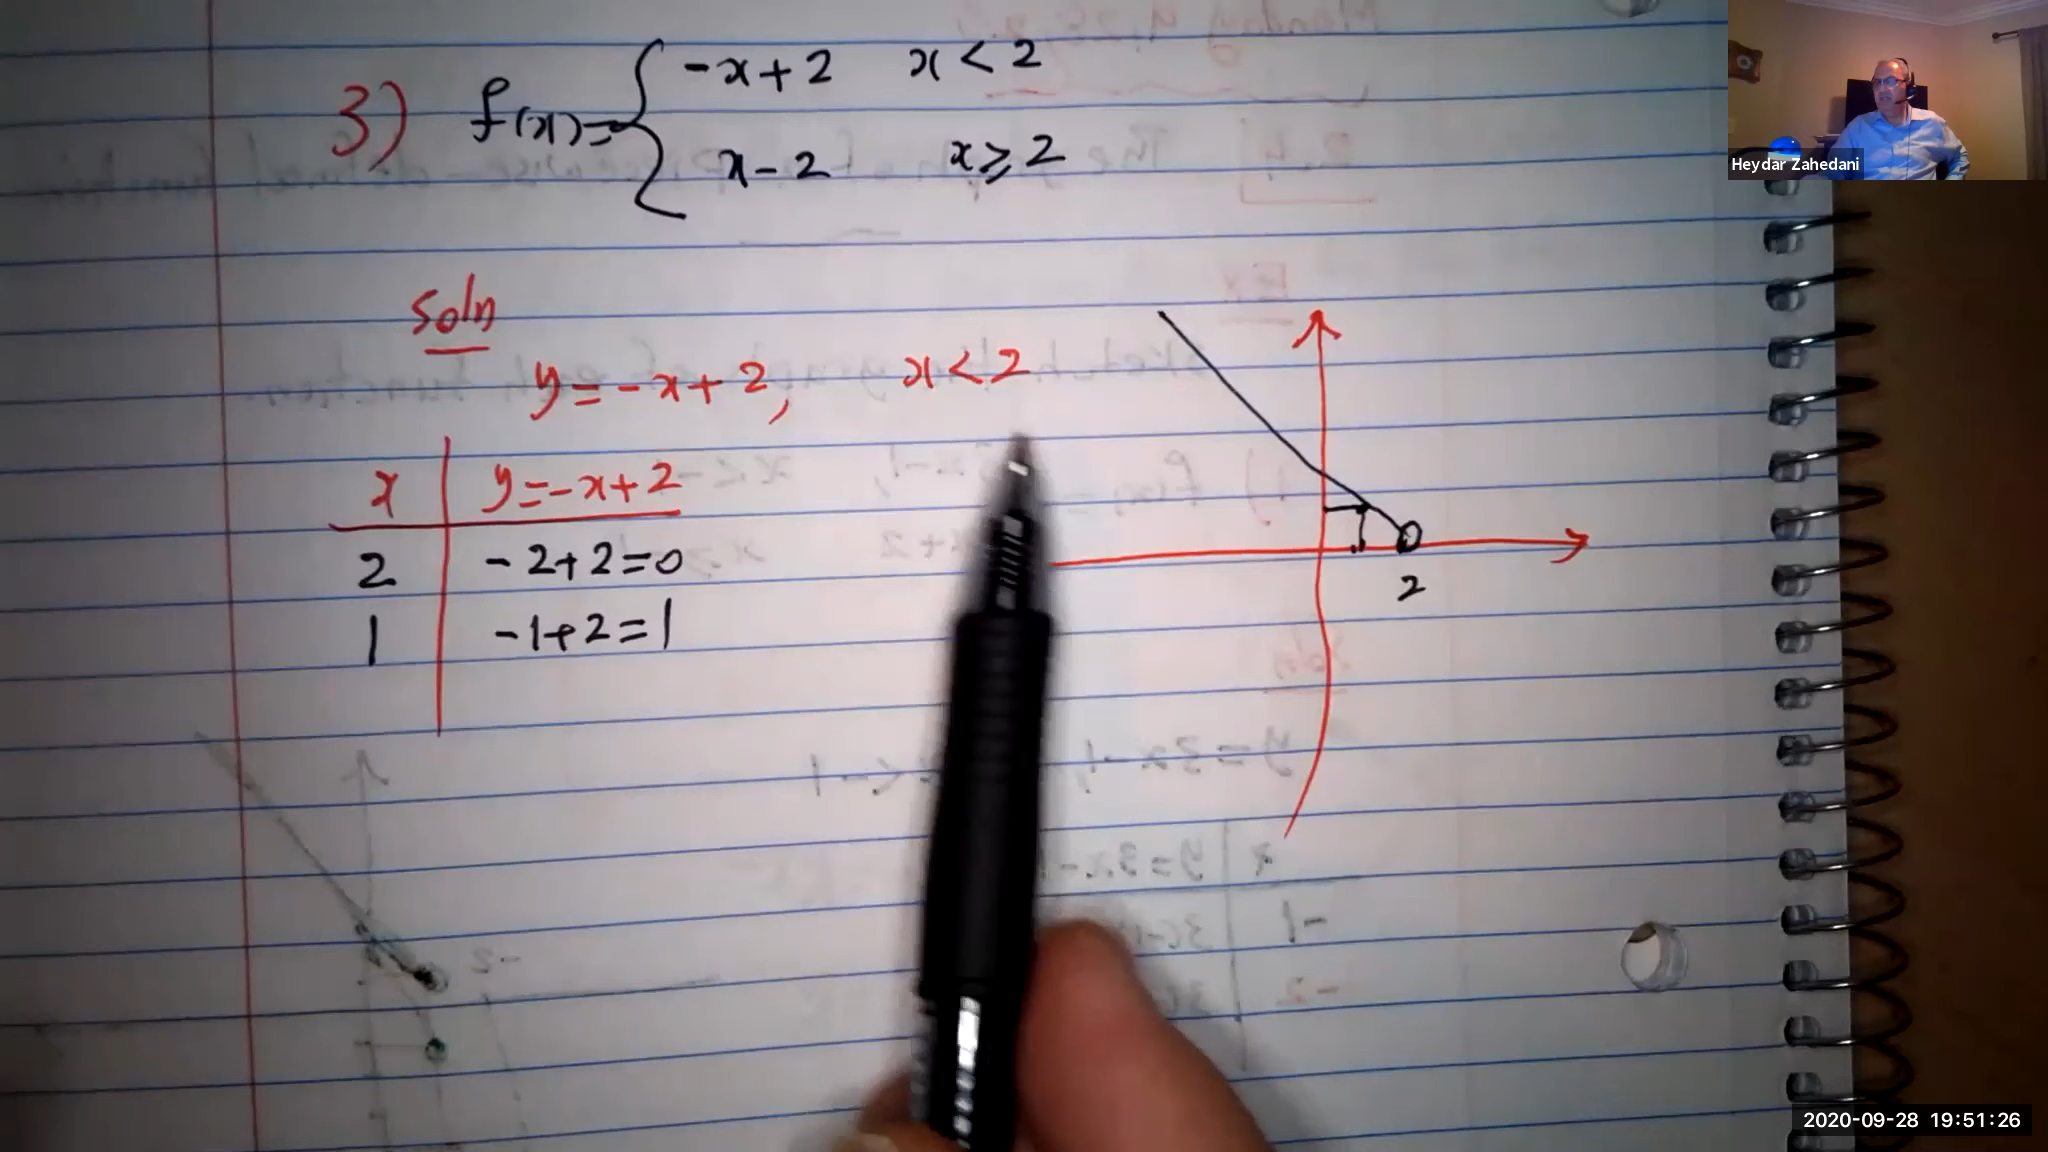 3) f(x)= { -x+2 x<2
x-2 x≥2
Heydar Zahedani
Soln
y=-x+2, x<2
x y=-x+2
2 -2+2=0
1 -1+2=1
2
2020-09-28 19:51:26